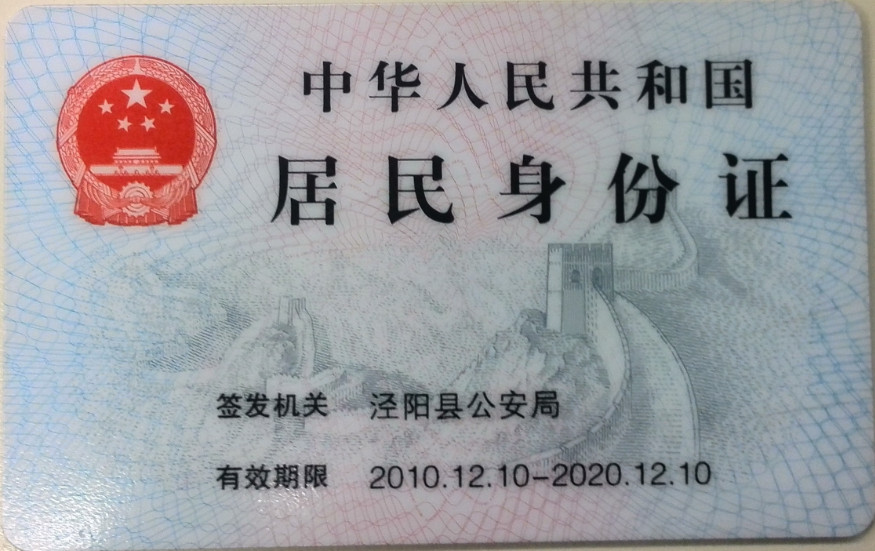 中华人民共和国
居民身份证
签发机关 泾阳县公安局
有效期限 2010.12.10-2020.12.10